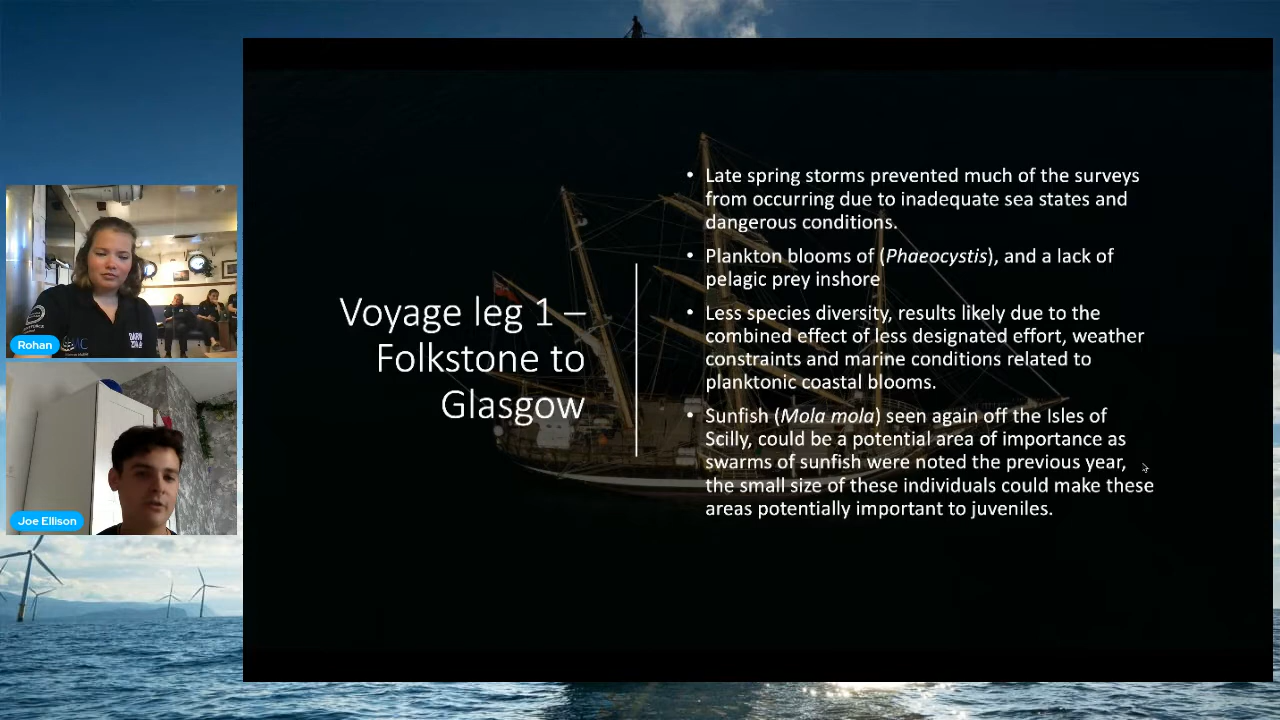 Voyage leg 1 –
Folkstone to
Glasgow
• Late spring storms prevented much of the surveys
from occurring due to inadequate sea states and
dangerous conditions.
• Plankton blooms of (Phaeocystis), and a lack of
pelagic prey inshore
• Less species diversity, results likely due to the
combined effect of less designated effort, weather
constraints and marine conditions related to
planktonic coastal blooms.
• Sunfish (Mola mola) seen again off the Isles of
Scilly, could be a potential area of importance as
swarms of sunfish were noted the previous year,
the small size of these individuals could make these
areas potentially important to juveniles.
Rohan
Joe Ellison